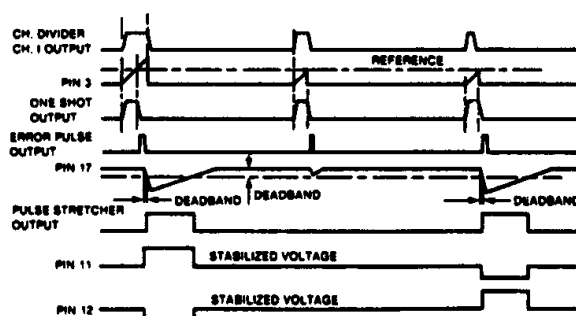 CH. DIVIDER
CH. I OUTPUT
REFERENCE
PIN 3
ONE SHOT
OUTPUT
ERROR PULSE
OUTPUT
PIN 17
DEADBAND
DEADBAND
DEADBAND
PULSE STRETCHER
OUTPUT
STABILIZED VOLTAGE
PIN 11
STABILIZED VOLTAGE
PIN 12